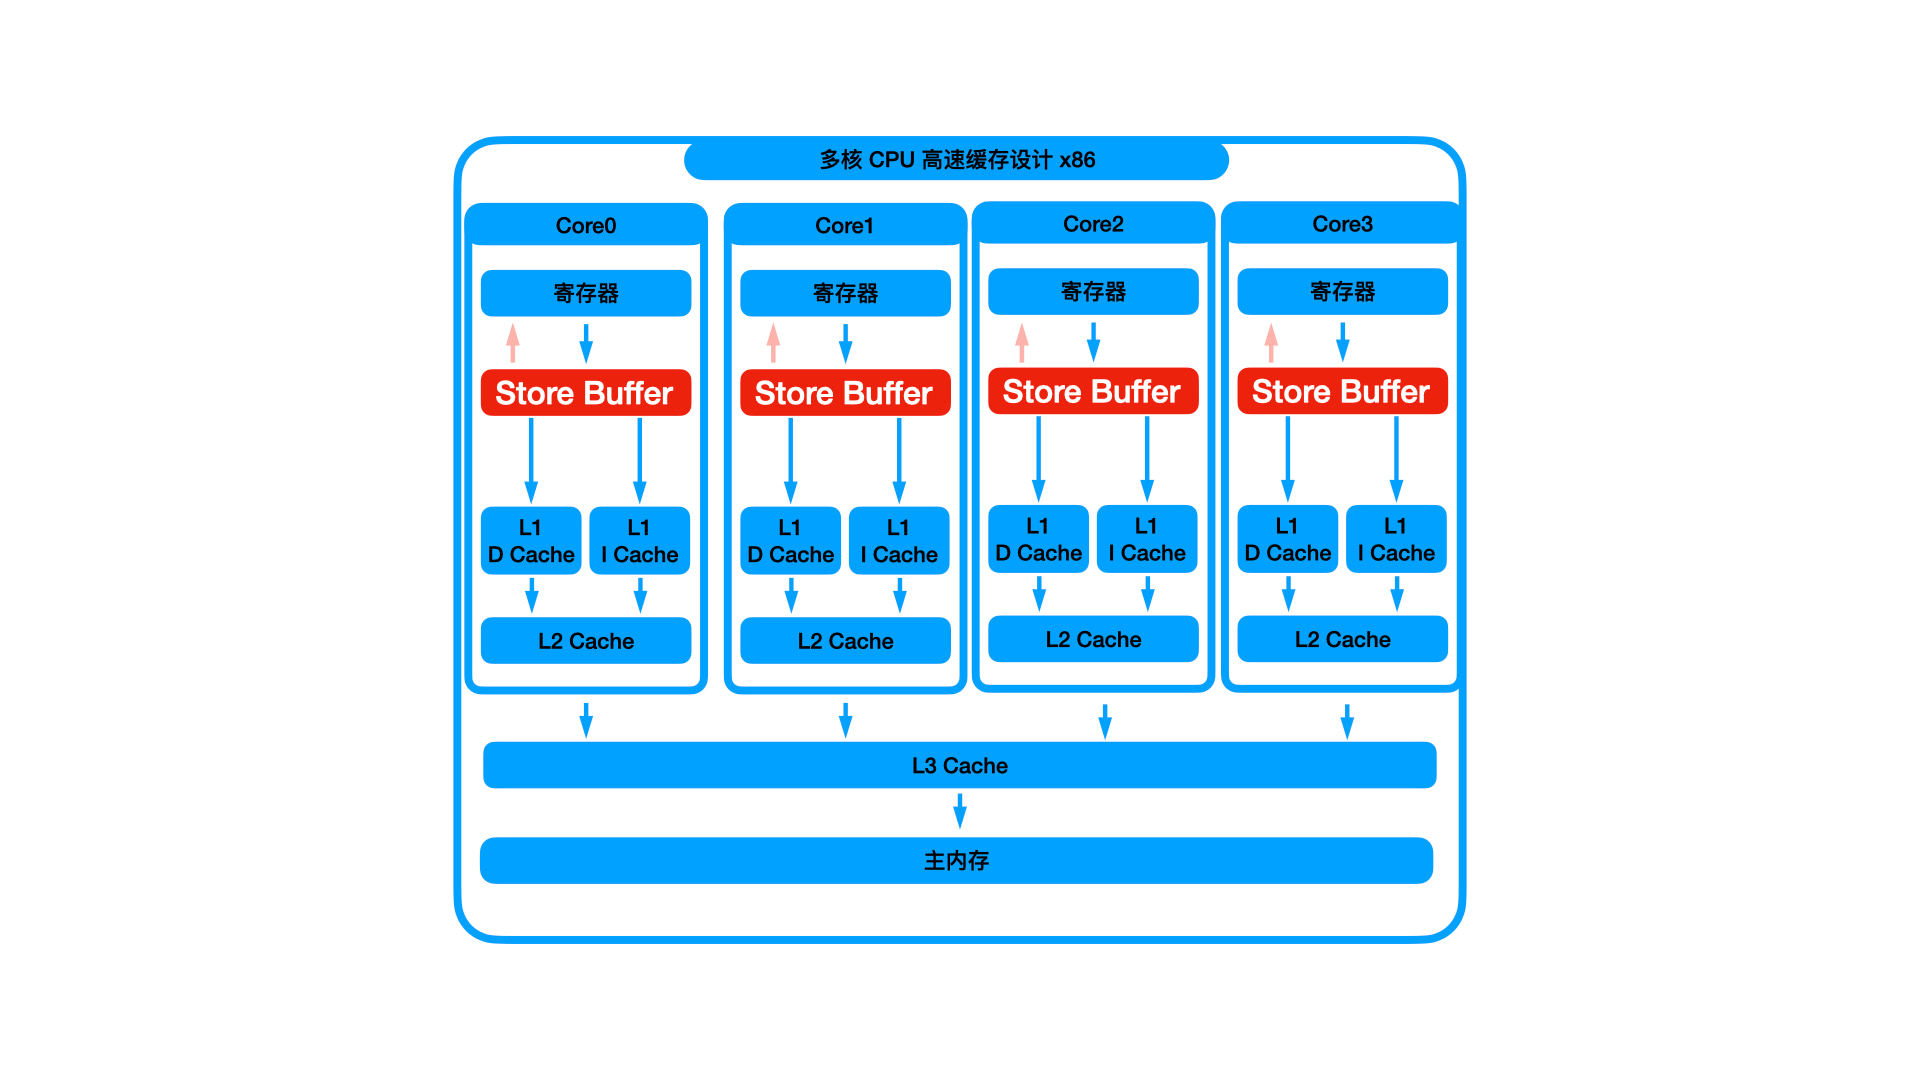 多核 CPU 高速缓存设计 x86
Core0
寄存器
Store Buffer
L1
D Cache
L1
I Cache
L2 Cache
Core1
寄存器
Store Buffer
L1
D Cache
L1
I Cache
L2 Cache
Core2
寄存器
Store Buffer
L1
D Cache
L1
I Cache
L2 Cache
Core3
寄存器
Store Buffer
L1
D Cache
L1
I Cache
L2 Cache
L3 Cache
主内存